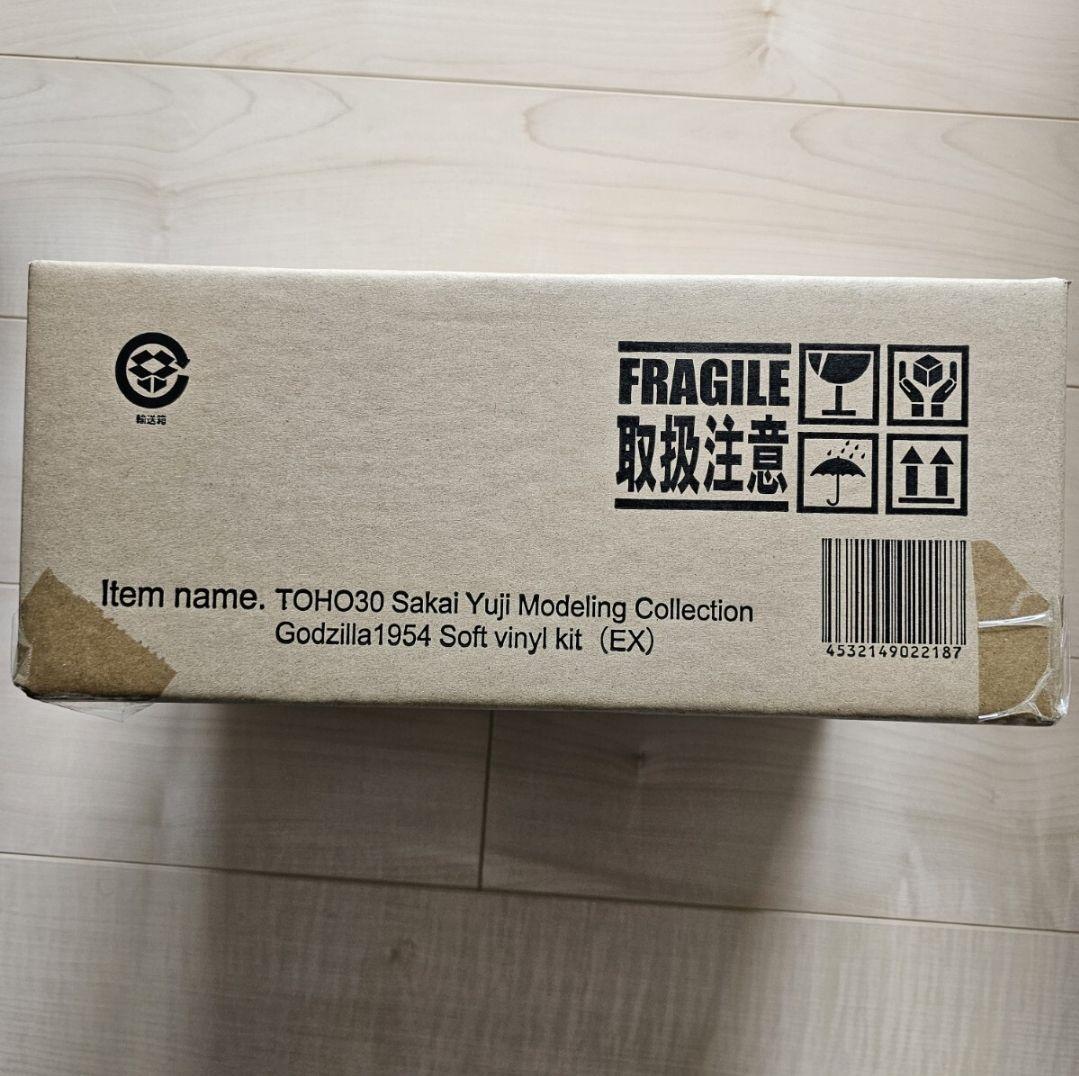 輸送箱
FRAGILE
取扱注意
Item name. TOHO30 Sakai Yuji Modeling Collection
Godzilla1954 Soft vinyl kit（EX）
4532149022187